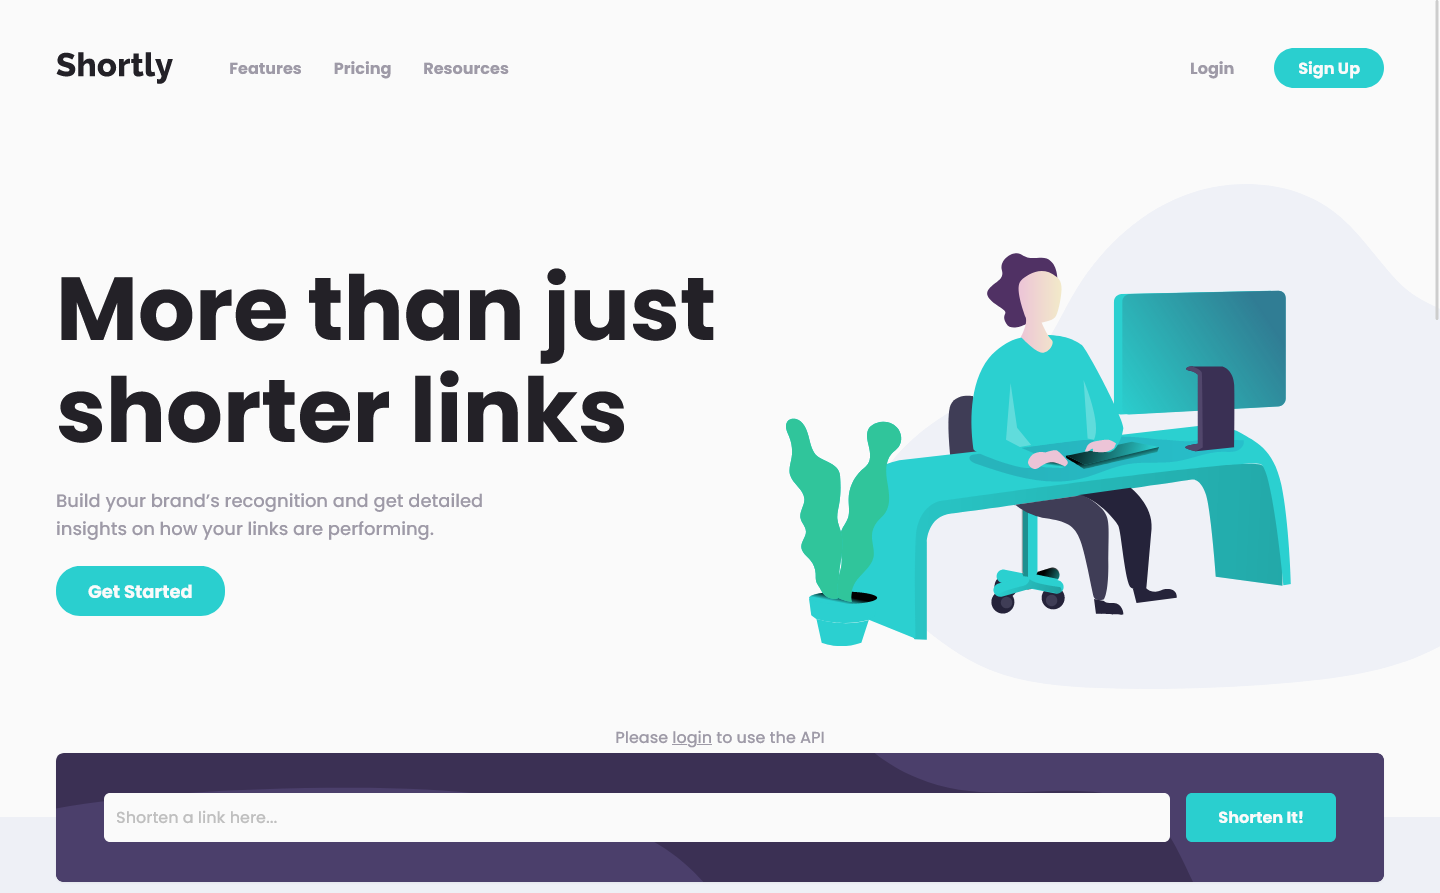 Shortly Features Pricing Resources Login Sign Up
More than just
shorter links
Build your brand’s recognition and get detailed
insights on how your links are performing.
Get Started
Please login to use the API
Shorten a link here... Shorten It!